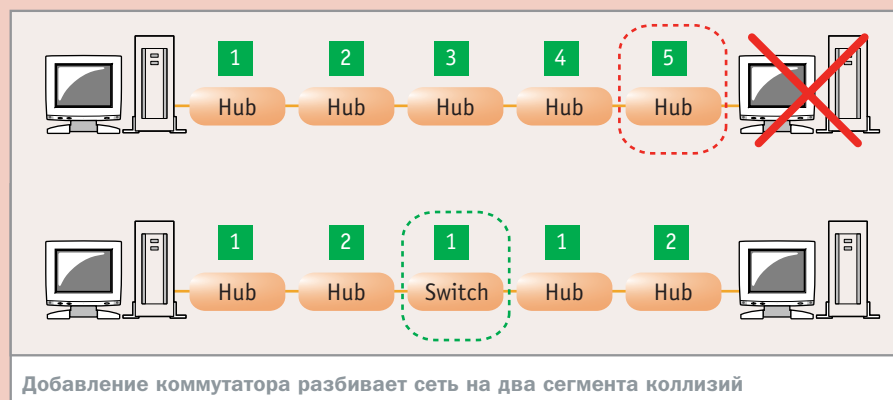 1 2 3 4 5
Hub Hub Hub Hub Hub
1 2 1 1 2
Hub Hub Switch Hub Hub
Добавление коммутатора разбивает сеть на два сегмента коллизий